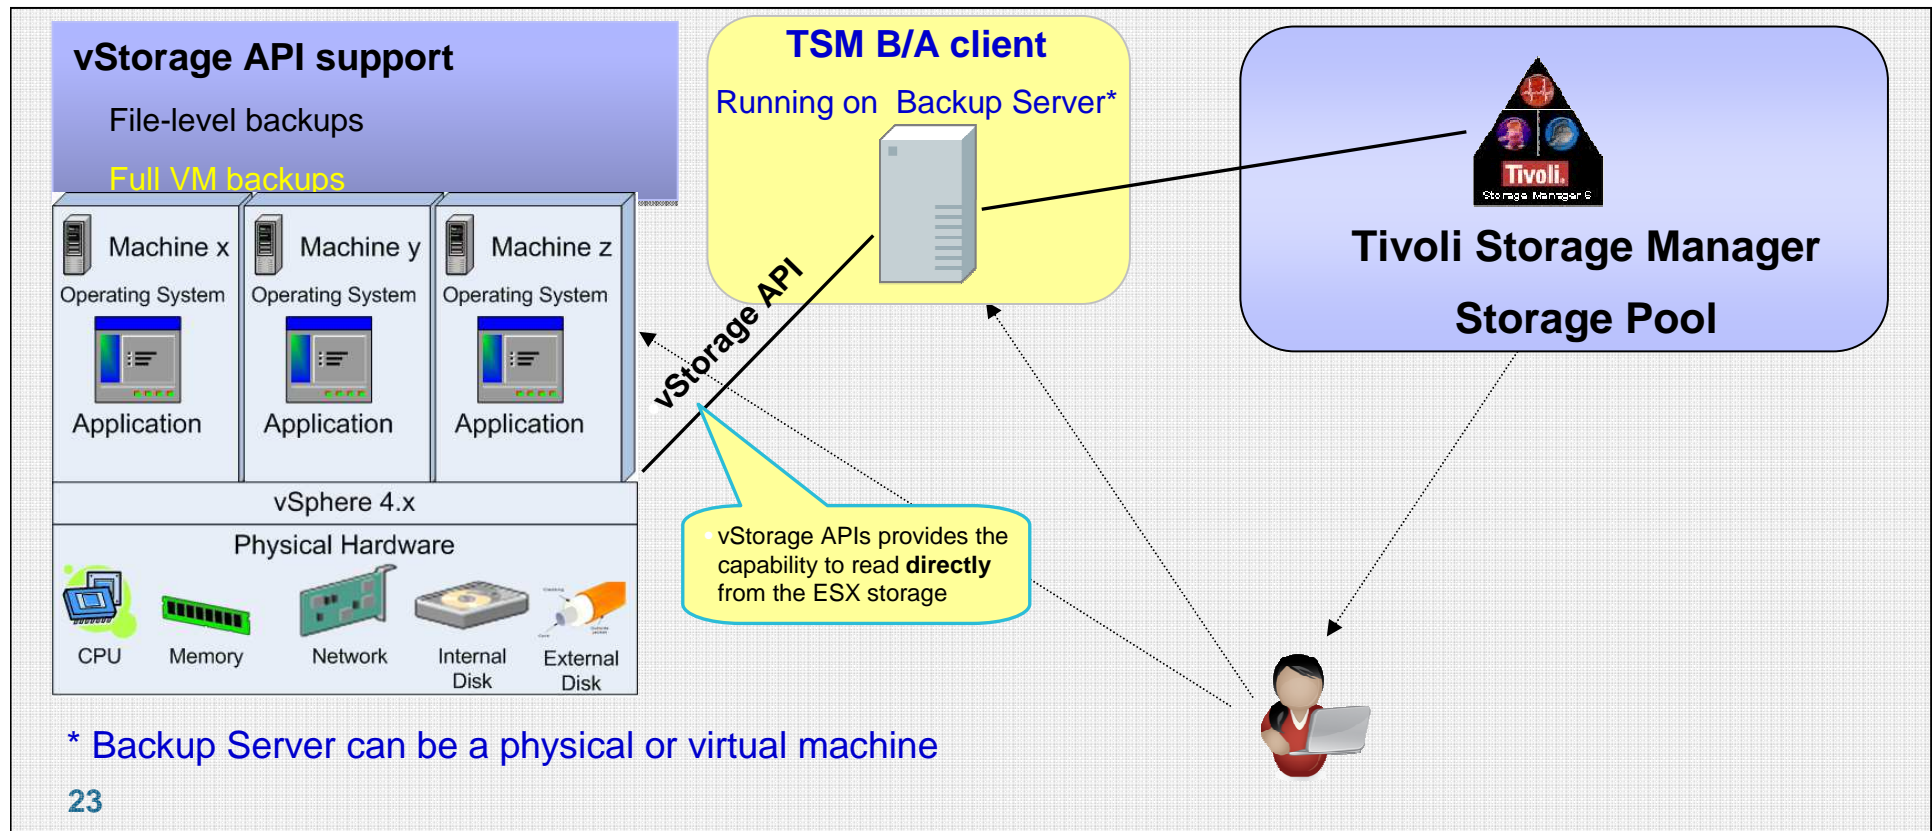 vStorage API support
File-level backups
Full VM backups
TSM B/A client
Running on Backup Server*
Tivoli.
Storage Manager 6
Tivoli Storage Manager
Storage Pool
Machine x
Machine y
Machine z
Operating System
Operating System
Operating System
Application
Application
Application
vSphere 4.x
Physical Hardware
CPU
Memory
Network
Internal
Disk
External
Disk
• vStorage API
• vStorage APIs provides the
capability to read directly
from the ESX storage
* Backup Server can be a physical or virtual machine
23